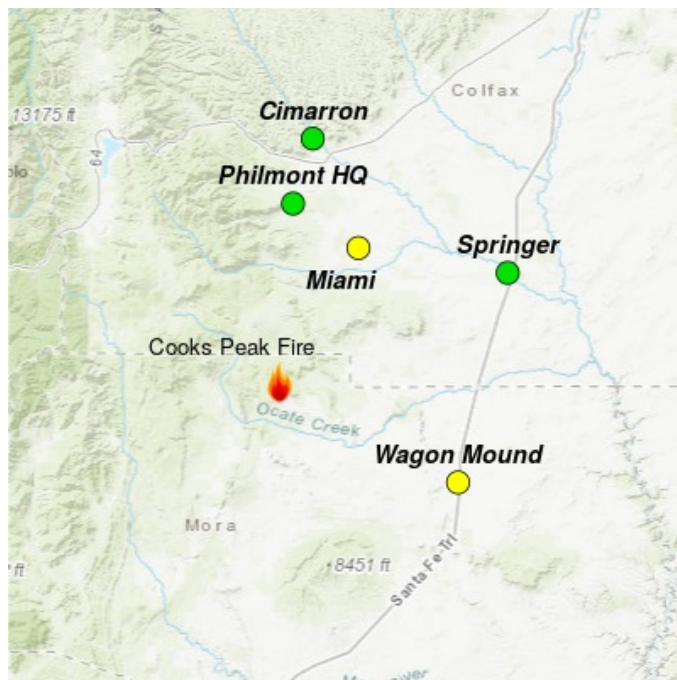 Colfax
13175 ft
Cimarron
64
Philmont HQ
Springer
Miami
Cooks Peak Fire
Ocate Creek
Wagon Mound
Mora
8451 ft
ft
Santa-Fe-Trl